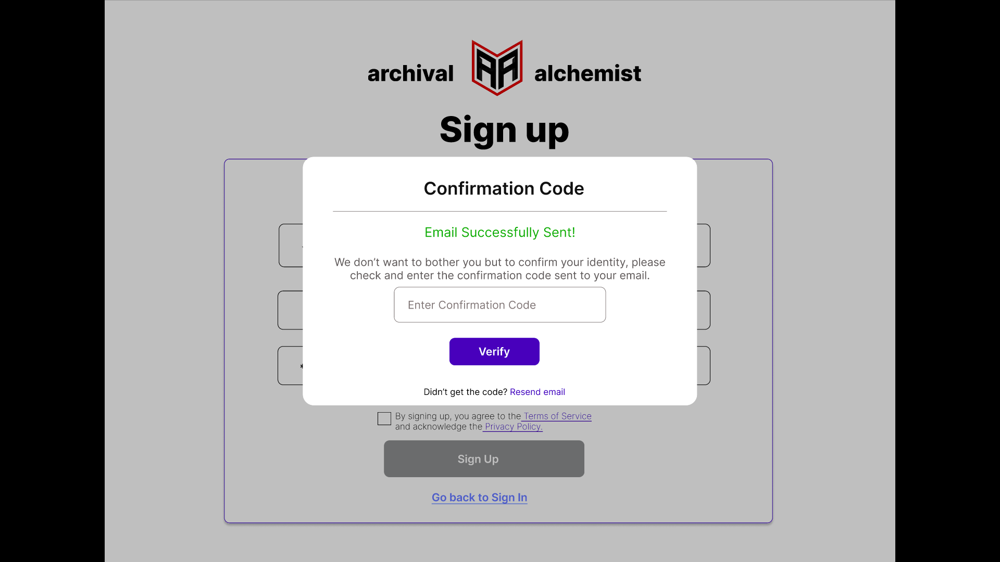 archival AA alchemist
Sign up
Confirmation Code
Email Successfully Sent!
We don’t want to bother you but to confirm your identity, please
check and enter the confirmation code sent to your email.
Enter Confirmation Code
*
Verify
Didn’t get the code? Resend email
By signing up, you agree to the Terms of Service
and acknowledge the Privacy Policy.
Sign Up
Go back to Sign In